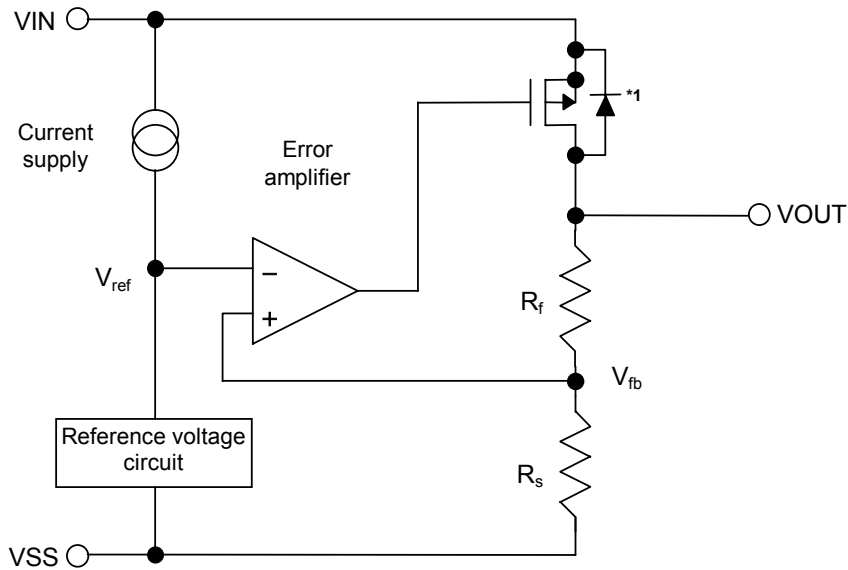 VIN
*1
Current
supply
Error
amplifier
VOUT
Vref
−
+
Rf
Vfb
Reference voltage
circuit
Rs
VSS